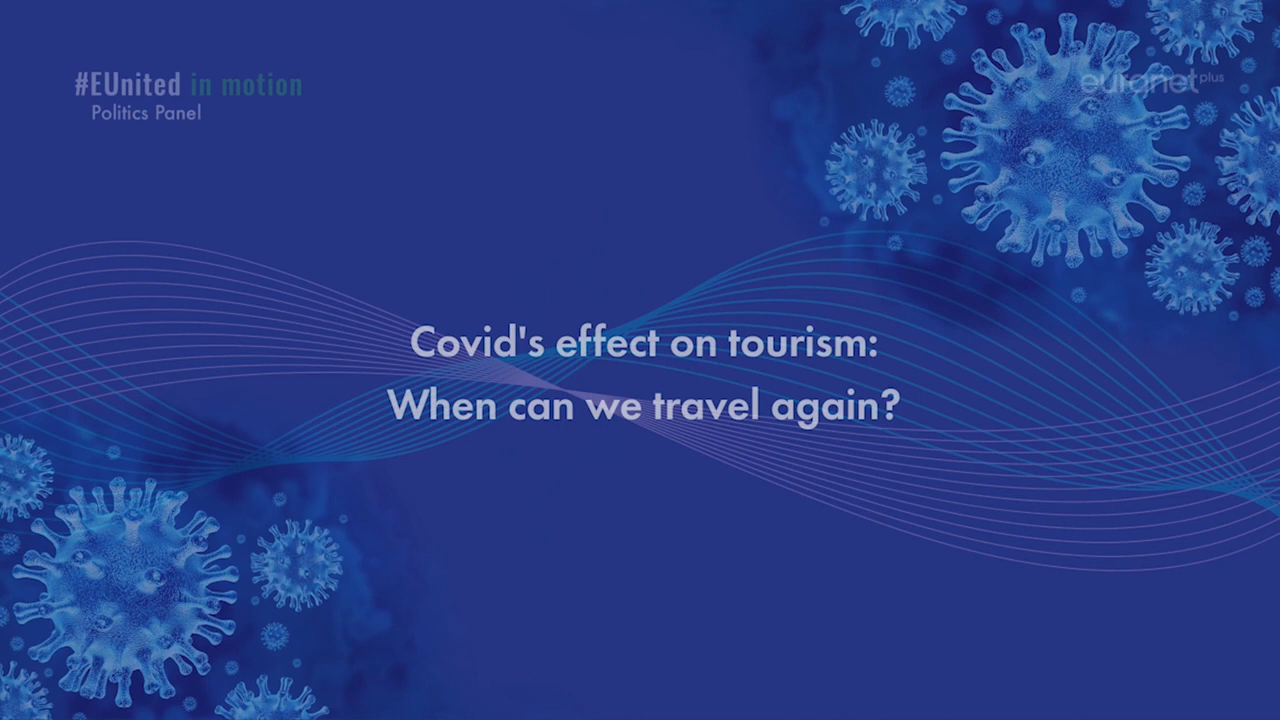 #EUnited in motion
Politics Panel
euranet plus
Covid's effect on tourism:
When can we travel again?